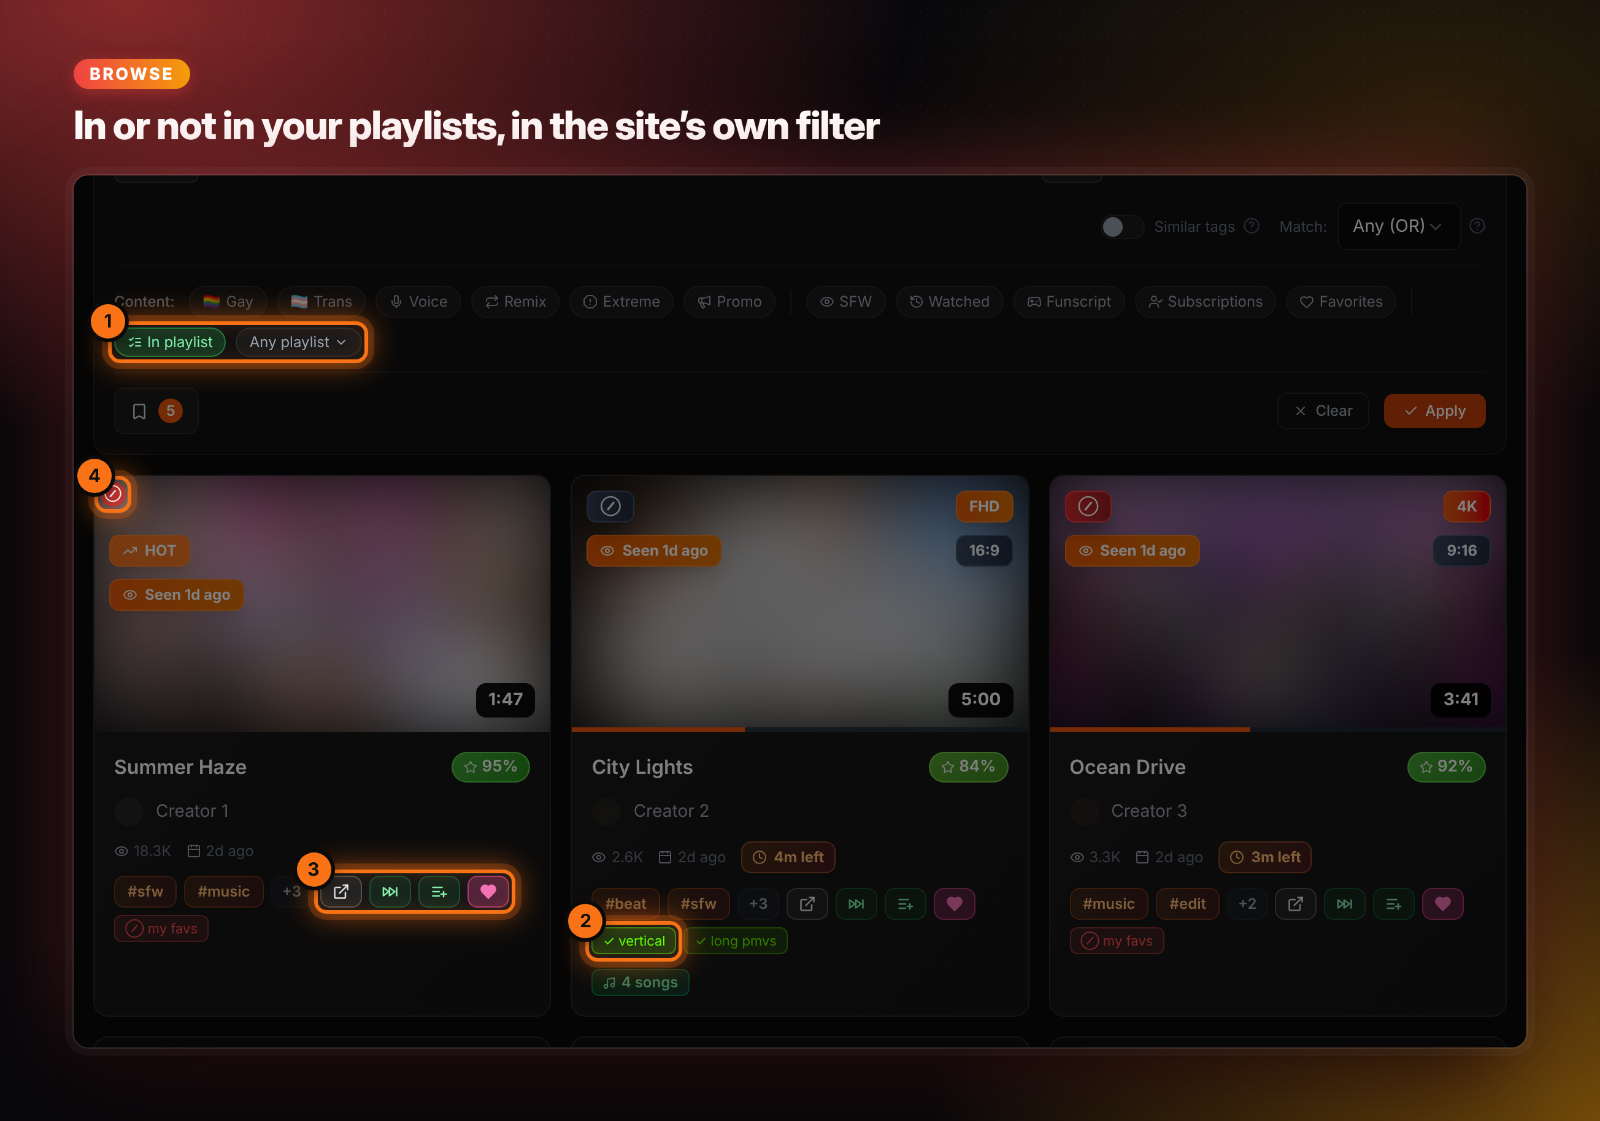 BROWSE
In or not in your playlists, in the site's own filter
Similar tags Match: Any (OR)
Content: Gay Trans Voice Remix Extreme Promo SFW Watched Funscript Subscriptions Favorites
1
In playlist Any playlist
5 Clear Apply
4
FHD 4K
HOT Seen 1d ago 16:9 Seen 1d ago 9:16
Seen 1d ago
1:47 5:00 3:41
Summer Haze 95% City Lights 84% Ocean Drive 92%
Creator 1 Creator 2 Creator 3
18.3K 2d ago 2.6K 2d ago 4m left 3.3K 2d ago 3m left
3
#sfw #music +3 #beat #sfw +3 #music #edit +2
2
my favs vertical long pmvs my favs
4 songs